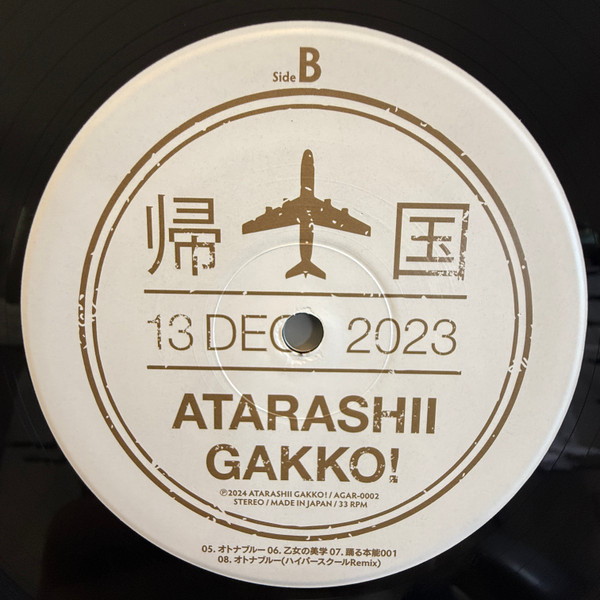 Side B
帰国
13 DEC 2023
ATARASHII
GAKKO!
℗2024 ATARASHII GAKKO! / AGAR-0002
STEREO / MADE IN JAPAN / 33 RPM
05. オトナブルー 06. 乙女の美学 07. 踊る本能001
08. オトナブルー(ハイパースクールRemix)